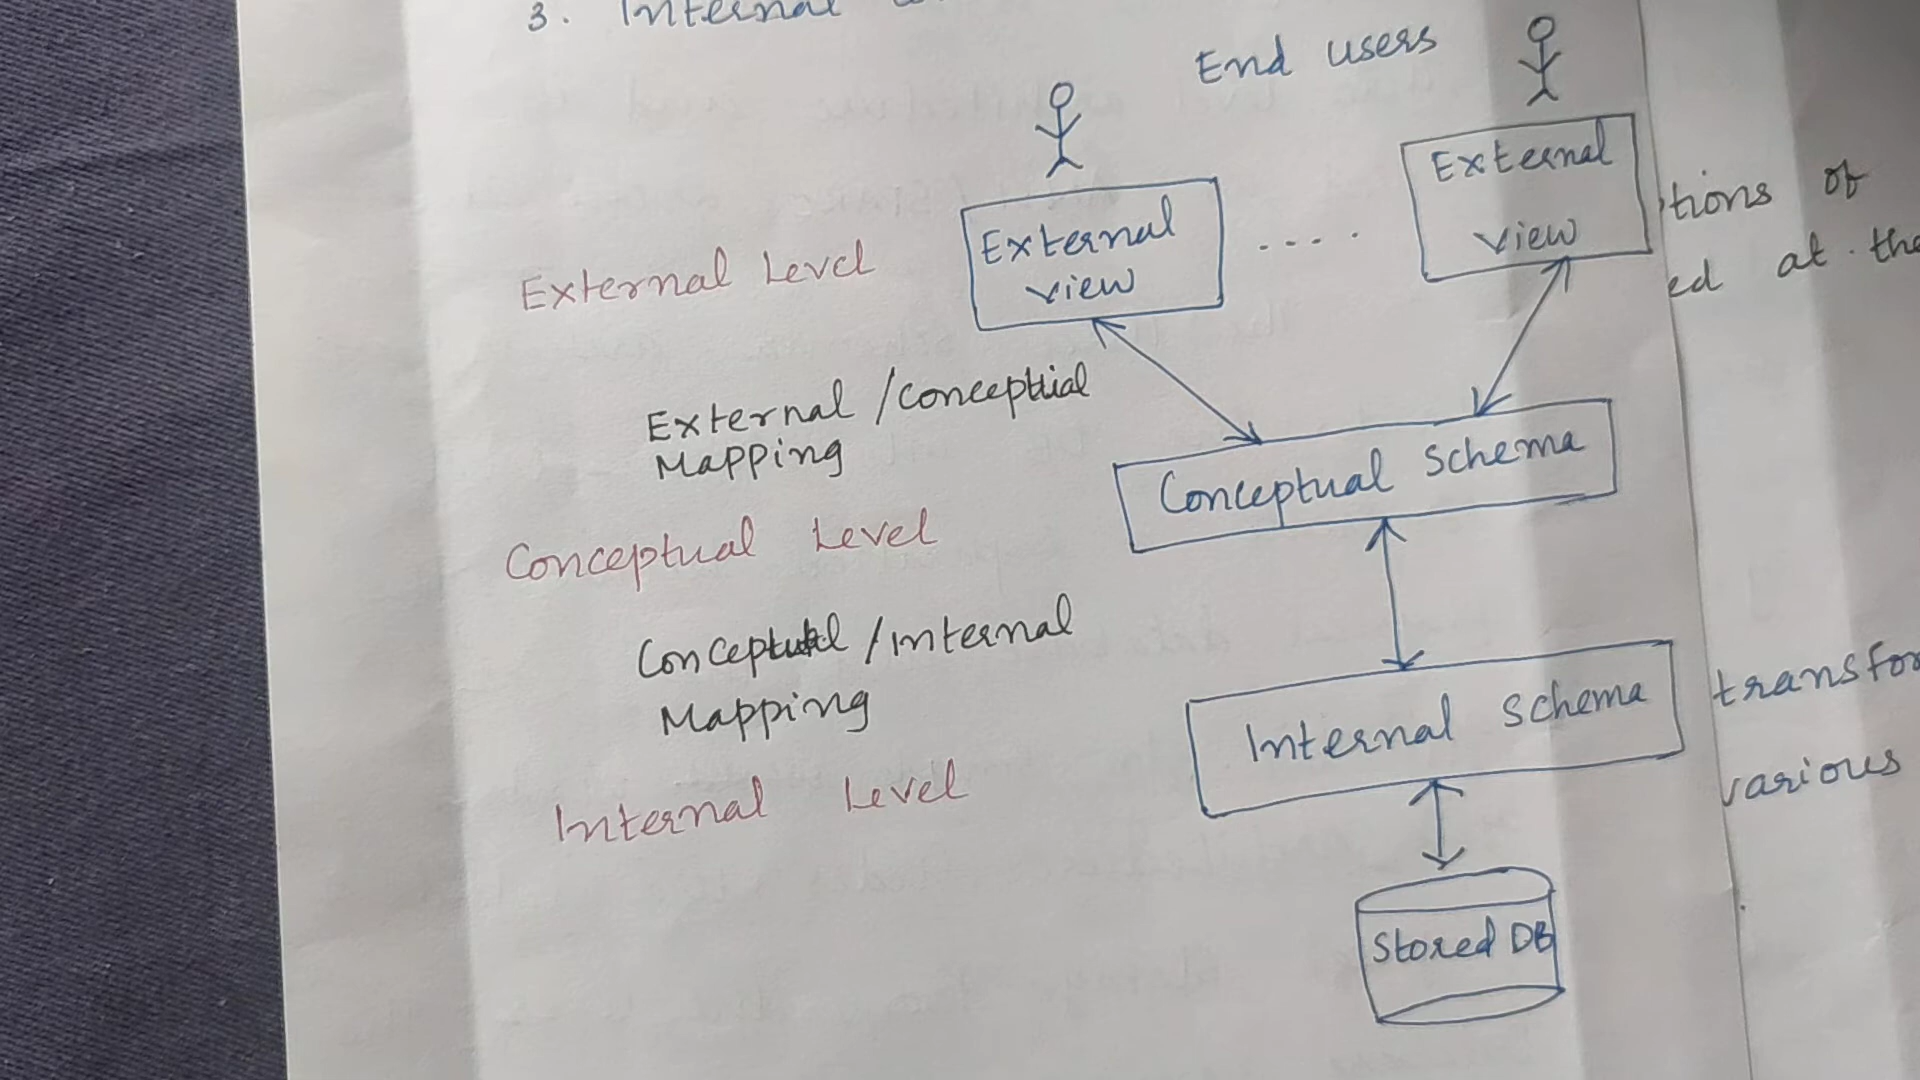 3. Internal
End users
External view
....
External view
tions of
ed at the
External Level
External /Conceptual
Mapping
Conceptual Schema
Conceptual Level
Conceptual /Internal
Mapping
Internal Schema
transfor
various
Internal Level
Stored DB